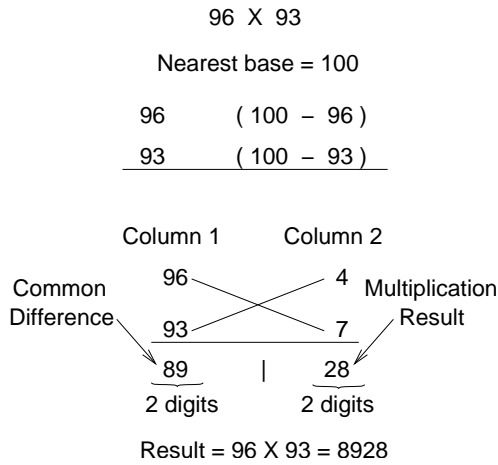 96 X 93
Nearest base = 100
96 ( 100 − 96 )
93 ( 100 − 93 )
Column 1 Column 2
96 4
Common Difference
Multiplication Result
93 7
89 | 28
2 digits 2 digits
Result = 96 X 93 = 8928